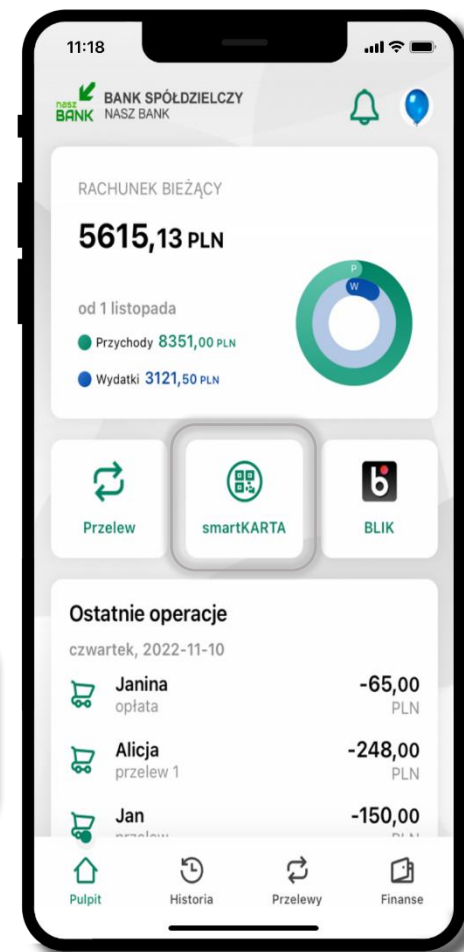 11:18
nasz
BANK
BANK SPÓŁDZIELCZY
NASZ BANK
RACHUNEK BIEŻĄCY
5615,13 PLN
od 1 listopada
Przychody 8351,00 PLN
Wydatki 3121,50 PLN
P
W
Przelew
smartKARTA
BLIK
Ostatnie operacje
czwartek, 2022-11-10
Janina -65,00
opłata PLN
Alicja -248,00
przelew 1 PLN
Jan -150,00
Pulpit Historia Przelewy Finanse